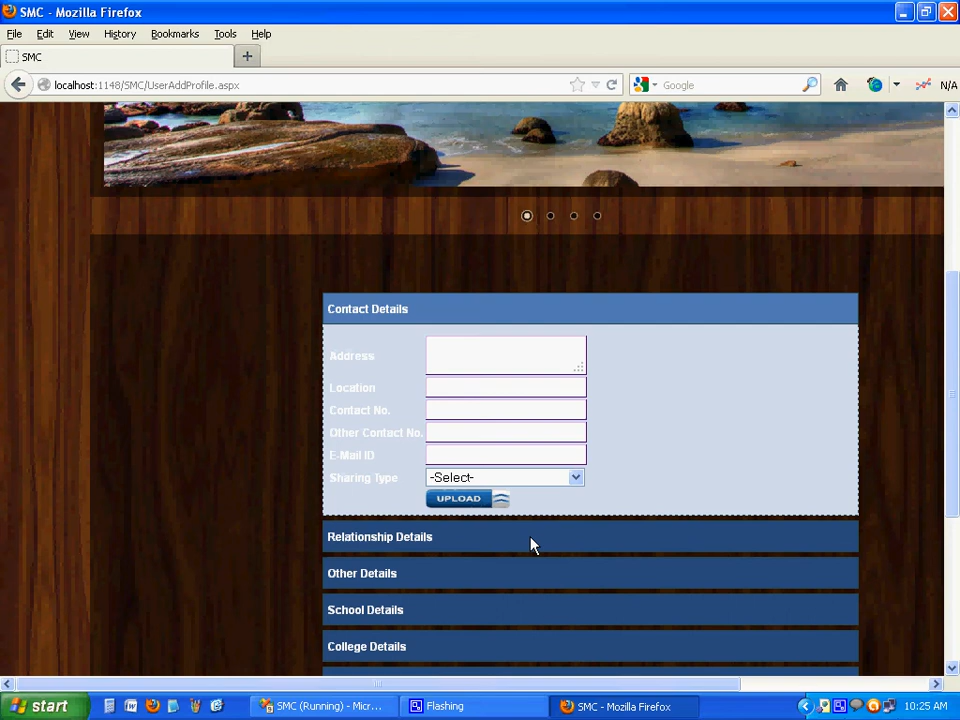 SMC - Mozilla Firefox
File Edit View History Bookmarks Tools Help
SMC
localhost:1148/SMC/UserAddProfile.aspx
Google
N/A
Contact Details
Address
Location
Contact No.
Other Contact No.
E-Mail ID
Sharing Type
-Select-
UPLOAD
Relationship Details
Other Details
School Details
College Details
start
SMC (Running) - Micr...
Flashing
SMC - Mozilla Firefox
10:25 AM